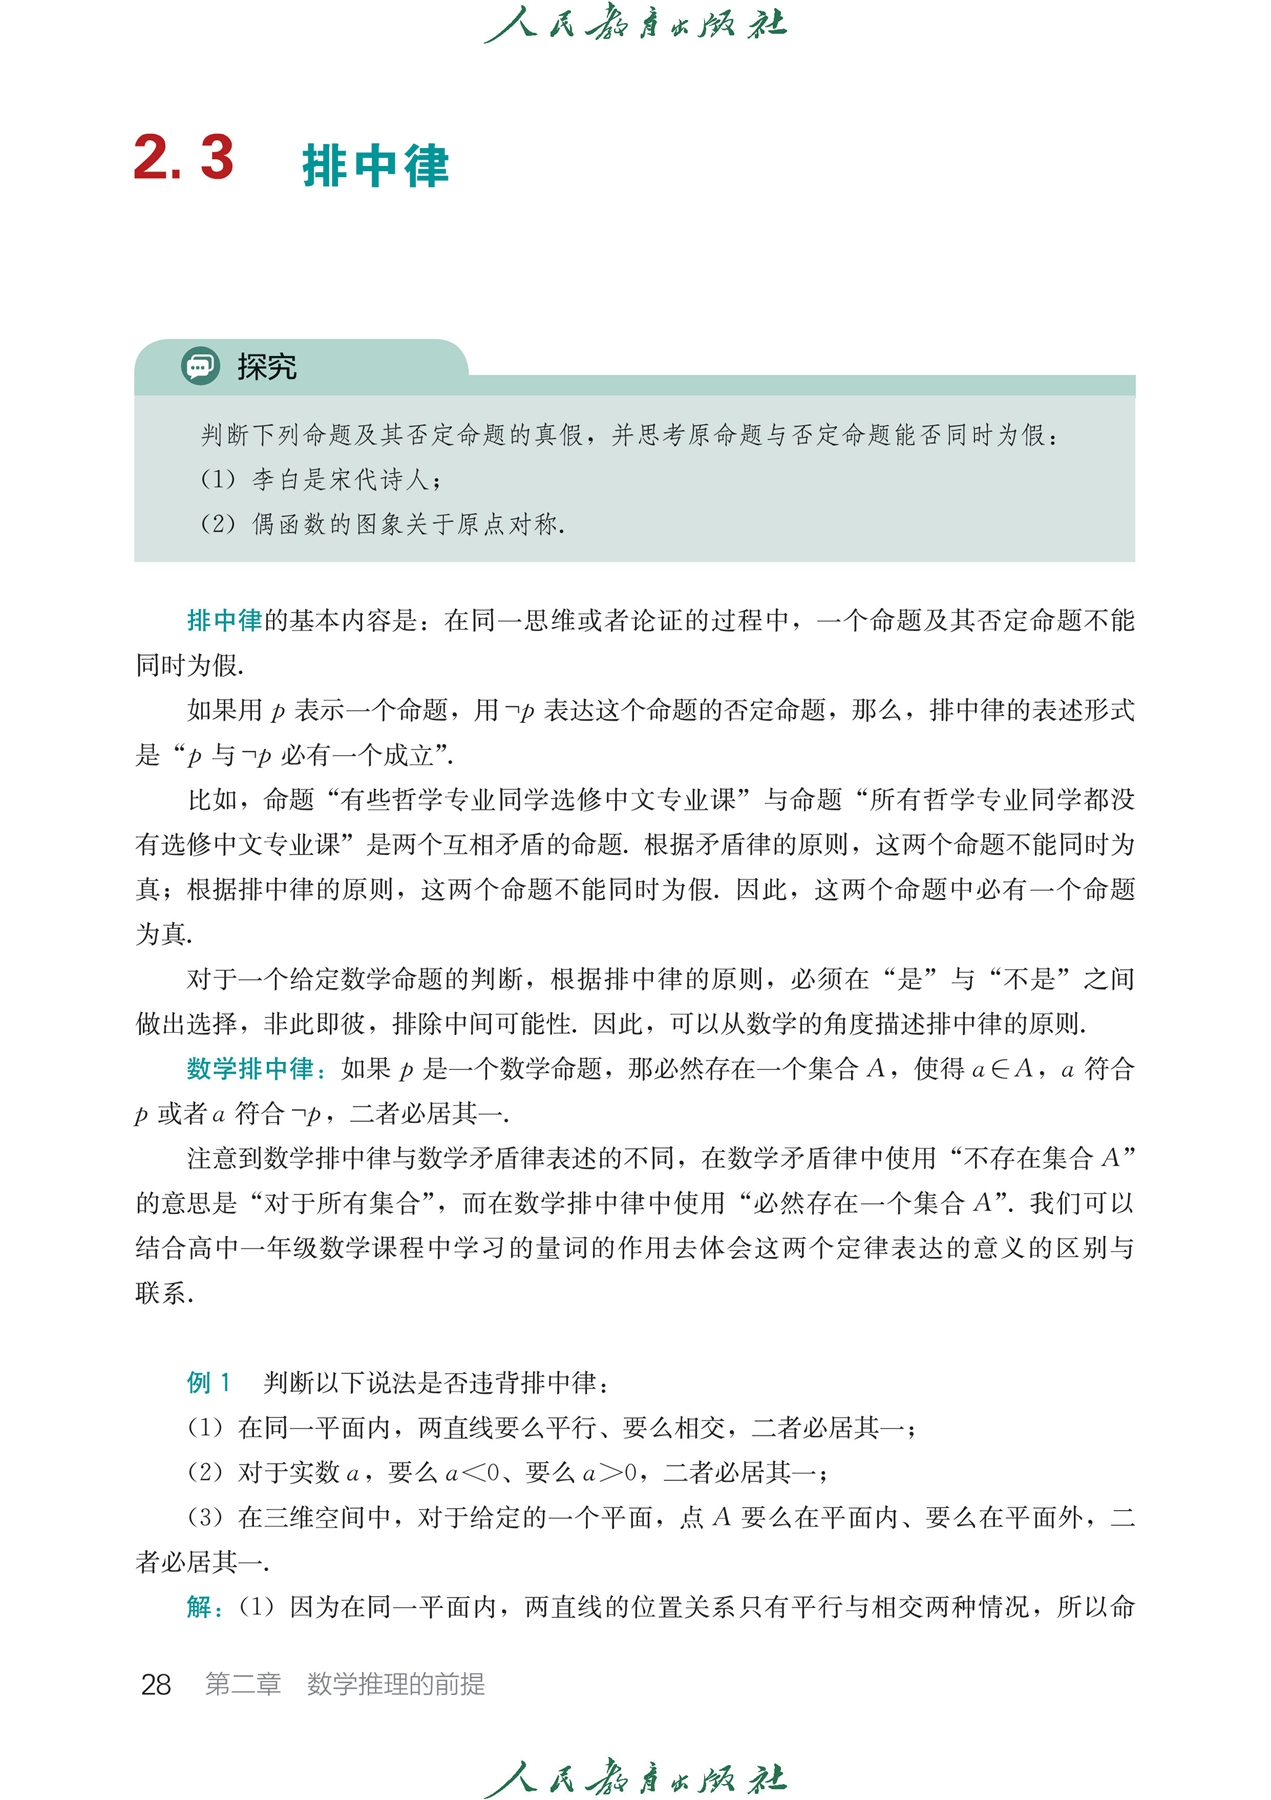 人民教育出版社
2.3 排中律
探究
判断下列命题及其否定命题的真假，并思考原命题与否定命题能否同时为假：
（1）李白是宋代诗人；
（2）偶函数的图象关于原点对称.
排中律的基本内容是：在同一思维或者论证的过程中，一个命题及其否定命题不能
同时为假.
如果用 p 表示一个命题，用¬p 表达这个命题的否定命题，那么，排中律的表述形式
是“p 与¬p 必有一个成立”.
比如，命题“有些哲学专业同学选修中文专业课”与命题“所有哲学专业同学都没
有选修中文专业课”是两个互相矛盾的命题. 根据矛盾律的原则，这两个命题不能同时为
真；根据排中律的原则，这两个命题不能同时为假. 因此，这两个命题中必有一个命题
为真.
对于一个给定数学命题的判断，根据排中律的原则，必须在“是”与“不是”之间
做出选择，非此即彼，排除中间可能性. 因此，可以从数学的角度描述排中律的原则.
数学排中律：如果 p 是一个数学命题，那必然存在一个集合 A，使得 a∈A，a 符合
p 或者 a 符合¬p，二者必居其一.
注意到数学排中律与数学矛盾律表述的不同，在数学矛盾律中使用“不存在集合 A”
的意思是“对于所有集合”，而在数学排中律中使用“必然存在一个集合 A”. 我们可以
结合高中一年级数学课程中学习的量词的作用去体会这两个定律表达的意义的区别与
联系.
例 1 判断以下说法是否违背排中律：
（1）在同一平面内，两直线要么平行、要么相交，二者必居其一；
（2）对于实数 a，要么 a＜0、要么 a＞0，二者必居其一；
（3）在三维空间中，对于给定的一个平面，点 A 要么在平面内、要么在平面外，二
者必居其一.
解：（1）因为在同一平面内，两直线的位置关系只有平行与相交两种情况，所以命
28 第二章 数学推理的前提
人民教育出版社